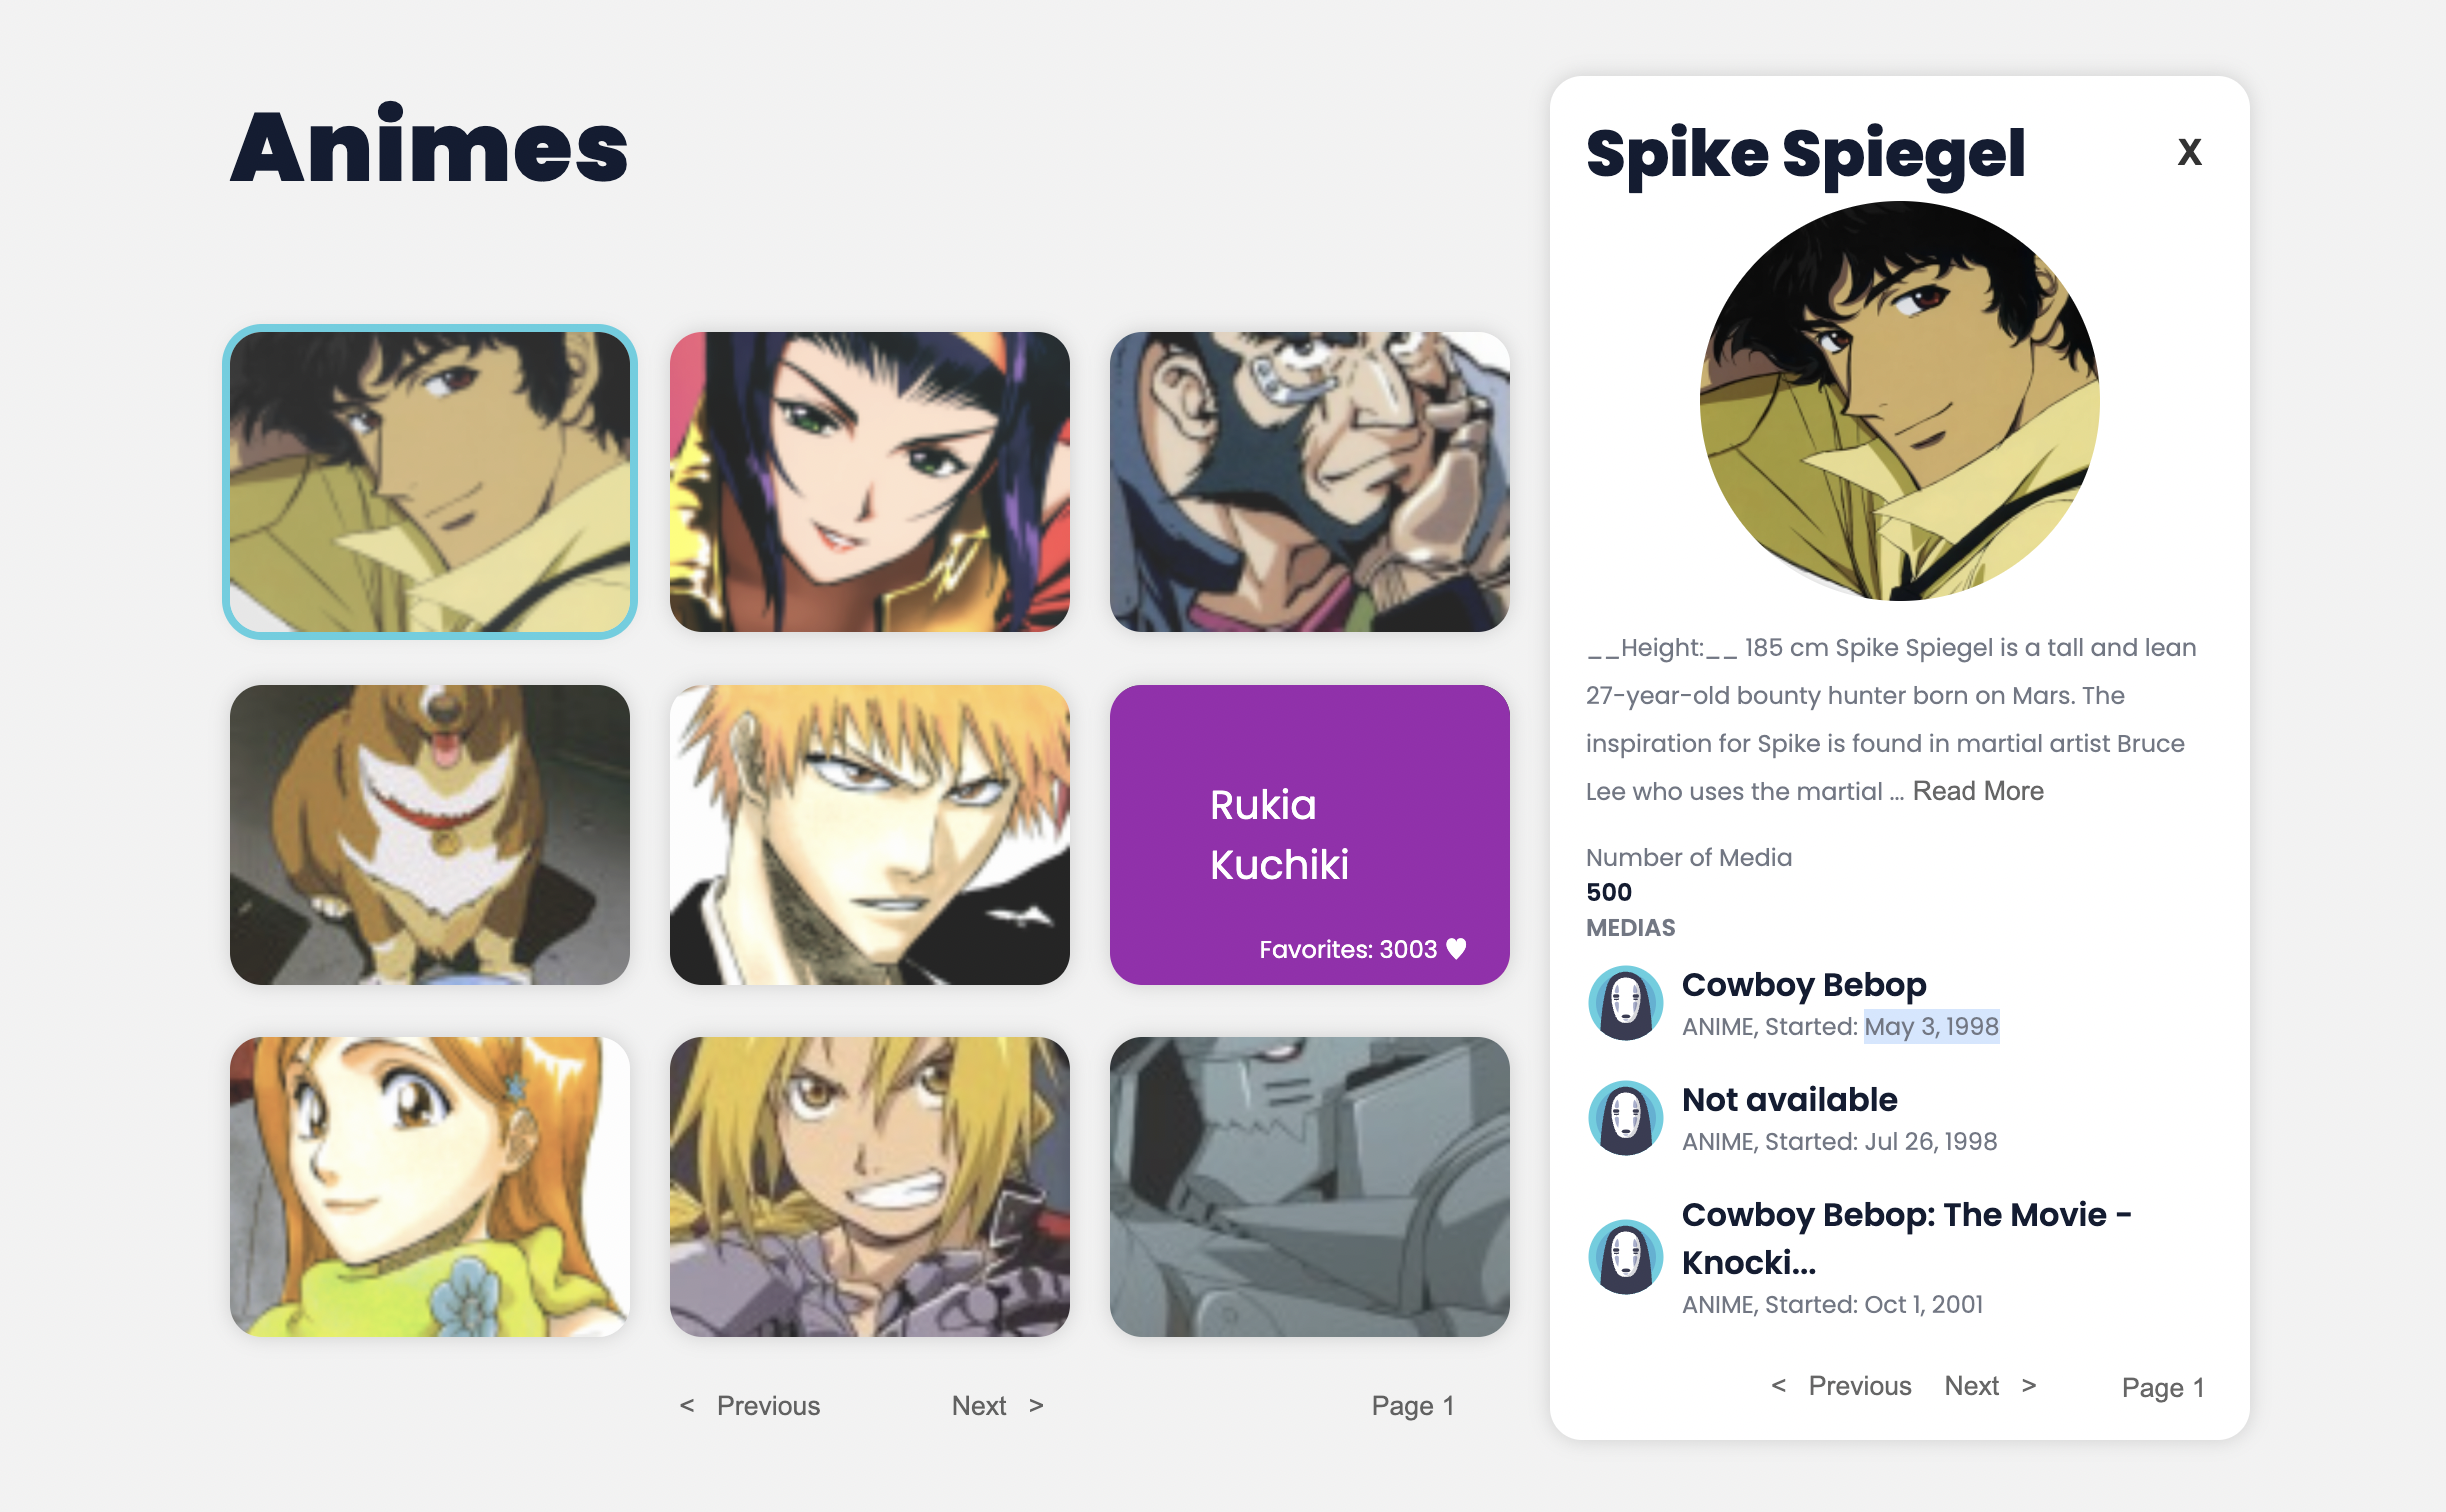 Animes
Rukia
Kuchiki
Favorites: 3003
< Previous
Next >
Page 1
Spike Spiegel
X
__Height:__ 185 cm Spike Spiegel is a tall and lean
27-year-old bounty hunter born on Mars. The
inspiration for Spike is found in martial artist Bruce
Lee who uses the martial ... Read More
Number of Media
500
MEDIAS
Cowboy Bebop
ANIME, Started: May 3, 1998
Not available
ANIME, Started: Jul 26, 1998
Cowboy Bebop: The Movie -
Knocki...
ANIME, Started: Oct 1, 2001
< Previous
Next >
Page 1